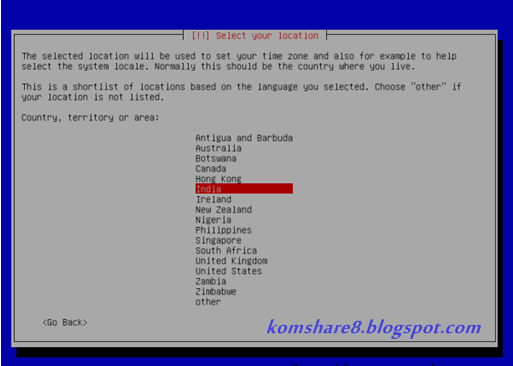 [!!] Select your location
The selected location will be used to set your time zone and also for example to help
select the system locale. Normally this should be the country where you live.
This is a shortlist of locations based on the language you selected. Choose "other" if
your location is not listed.
Country, territory or area:
Antigua and Barbuda
Australia
Botswana
Canada
Hong Kong
India
Ireland
New Zealand
Nigeria
Philippines
Singapore
South Africa
United Kingdom
United States
Zambia
Zimbabwe
other
<Go Back>
komshare8.blogspot.com